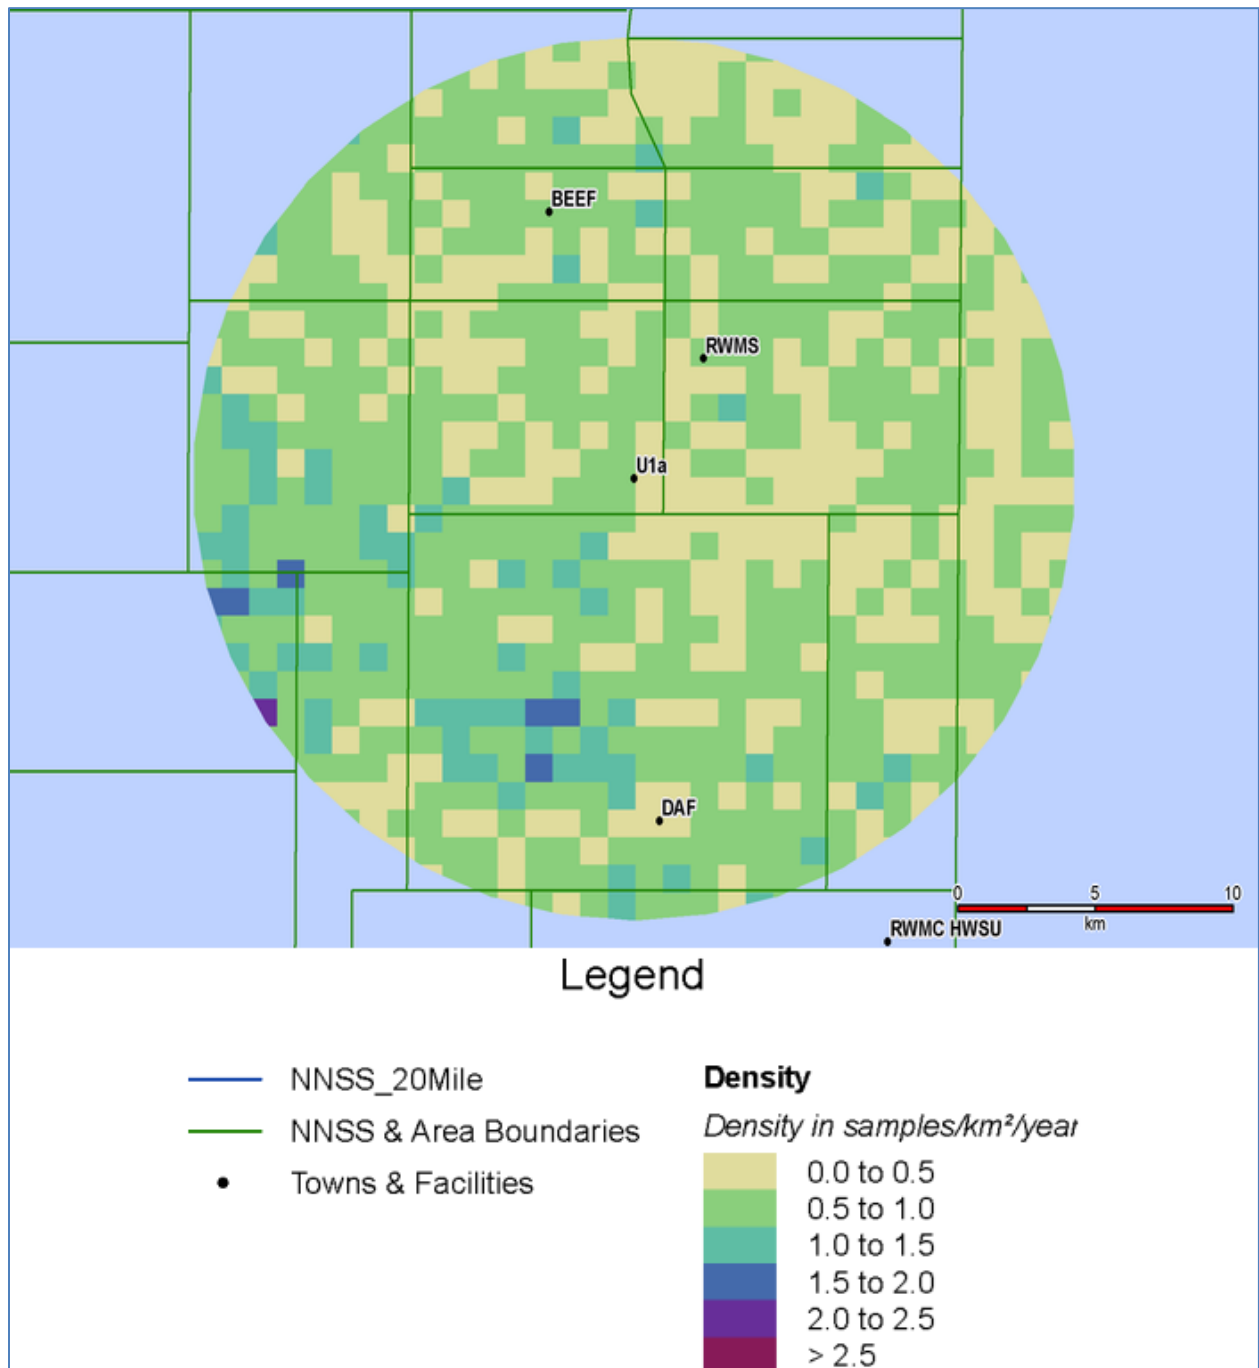 BEEF
RWMS
U1a
DAF
0 5 10
km
RWMC HWSU
Legend
NNSS_20Mile
NNSS & Area Boundaries
Towns & Facilities
Density
Density in samples/km²/year
0.0 to 0.5
0.5 to 1.0
1.0 to 1.5
1.5 to 2.0
2.0 to 2.5
> 2.5